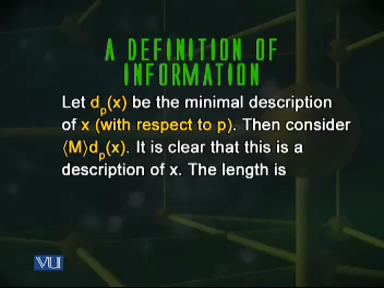 A DEFINITION OF
INFORMATION
Let dₚ(x) be the minimal description
of x (with respect to p). Then consider
⟨M⟩dₚ(x). It is clear that this is a
description of x. The length is
VU